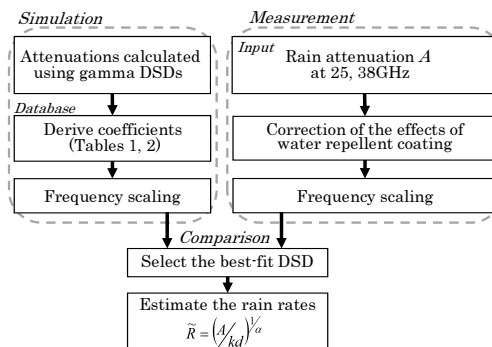 Simulation
Attenuations calculated
using gamma DSDs
Database
Derive coefficients
(Tables 1, 2)
Frequency scaling
Measurement
Input
Rain attenuation A
at 25, 38GHz
Correction of the effects of
water repellent coating
Frequency scaling
Comparison
Select the best-fit DSD
Estimate the rain rates
R̃ = (A/kd)^{1/α}